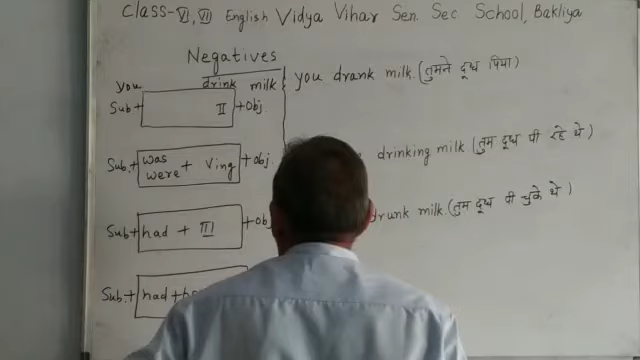 Class-VI, VII English Vidya Vihar Sen. Sec. School, Bakliya
Negatives
you drink milk
Sub+ II +Obj.
you drank milk. (तुमने दूध पिया)
Sub+ was were + Ving +Obj.
drinking milk (तुम दूध पी रहे थे)
Sub+ had + III +Obj
drunk milk. (तुम दूध पी चुके थे)
Sub+ had +